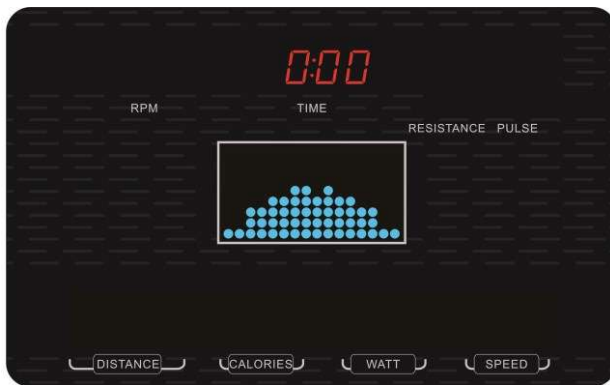 0:00
RPM TIME
RESISTANCE PULSE
DISTANCE CALORIES WATT SPEED